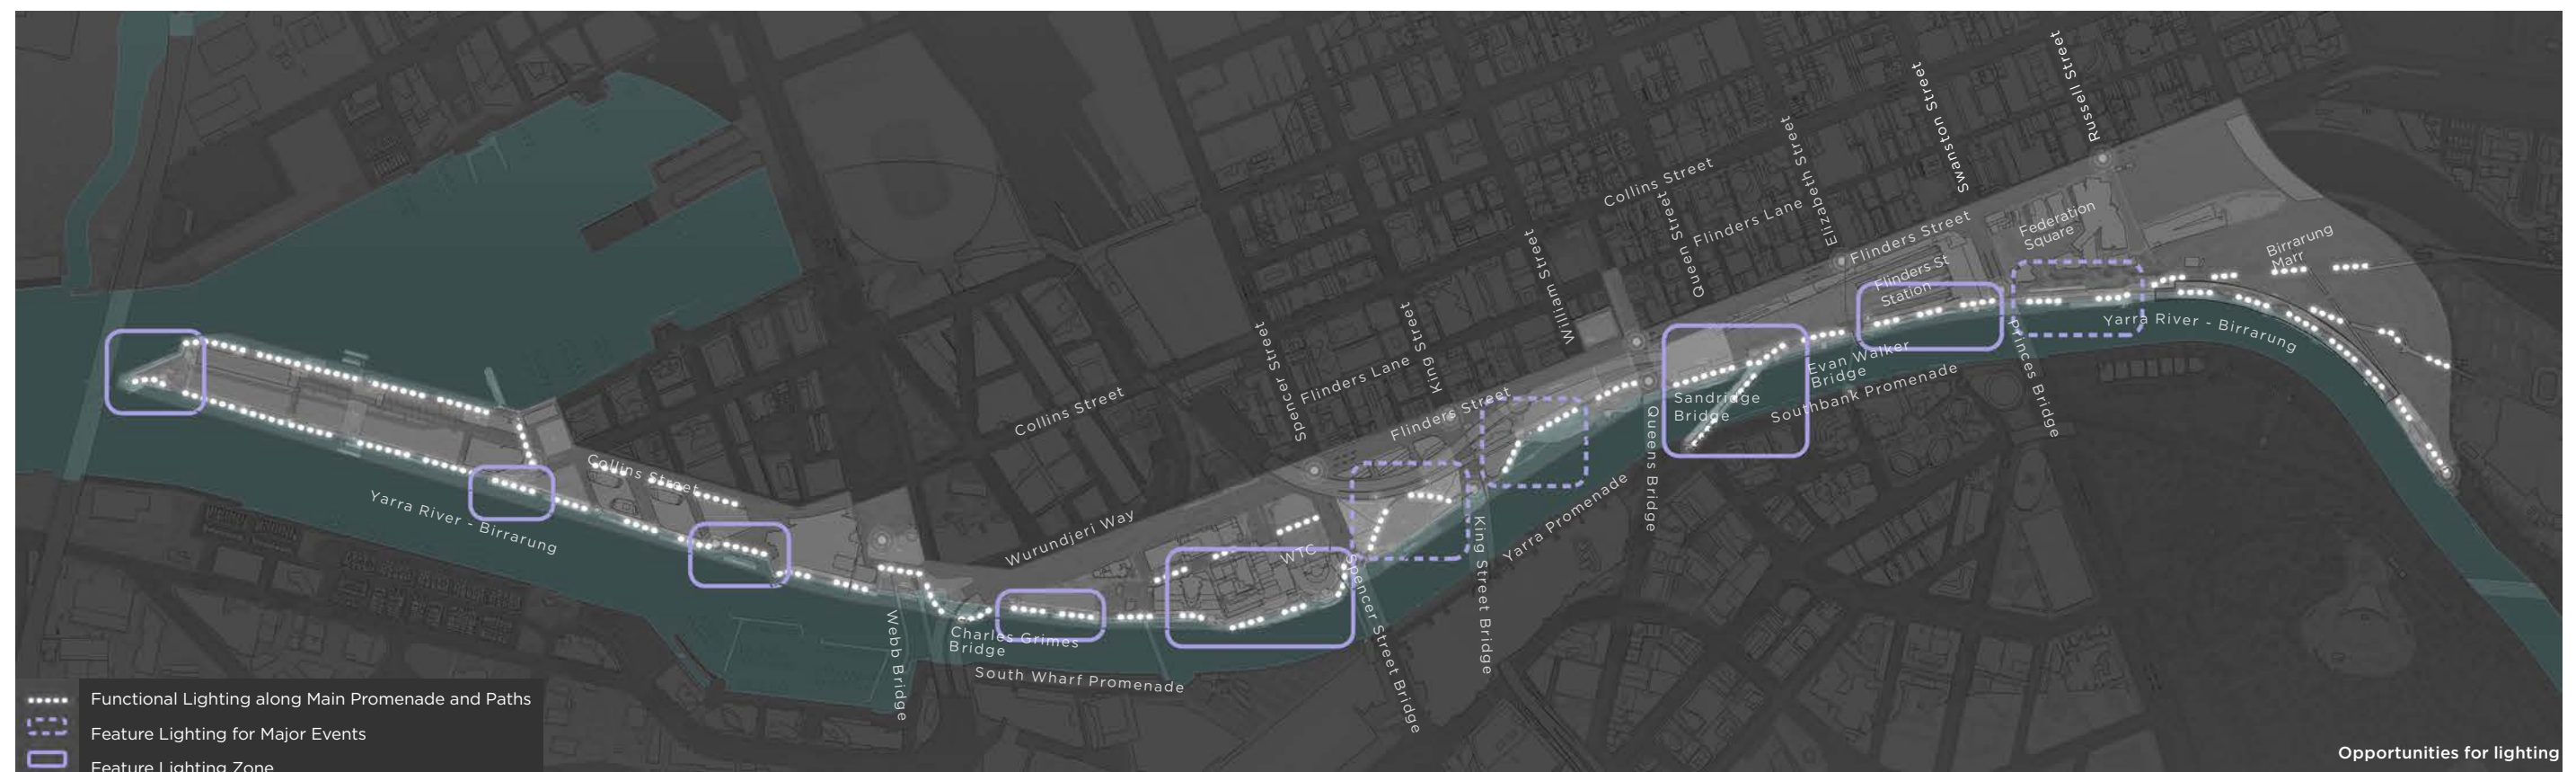 Russell Street
Swanston Street
Elizabeth Street
Collins Street
Queen Street
Flinders Lane
Flinders Street
Federation
Square
Birrarung
Marr
Flinders St
Station
William Street
King Street
Spencer Street
Flinders Lane
Flinders Street
Collins Street
Yarra River - Birrarung
Princes Bridge
Evan Walker
Bridge
Southbank Promenade
Sandridge
Bridge
Queens Bridge
Yarra Promenade
King Street Bridge
Spencer Street Bridge
WTC
Wurundjeri Way
Collins Street
Yarra River - Birrarung
Webb Bridge
Charles Grimes
Bridge
South Wharf Promenade
Functional Lighting along Main Promenade and Paths
Feature Lighting for Major Events
Feature Lighting Zone
Opportunities for lighting